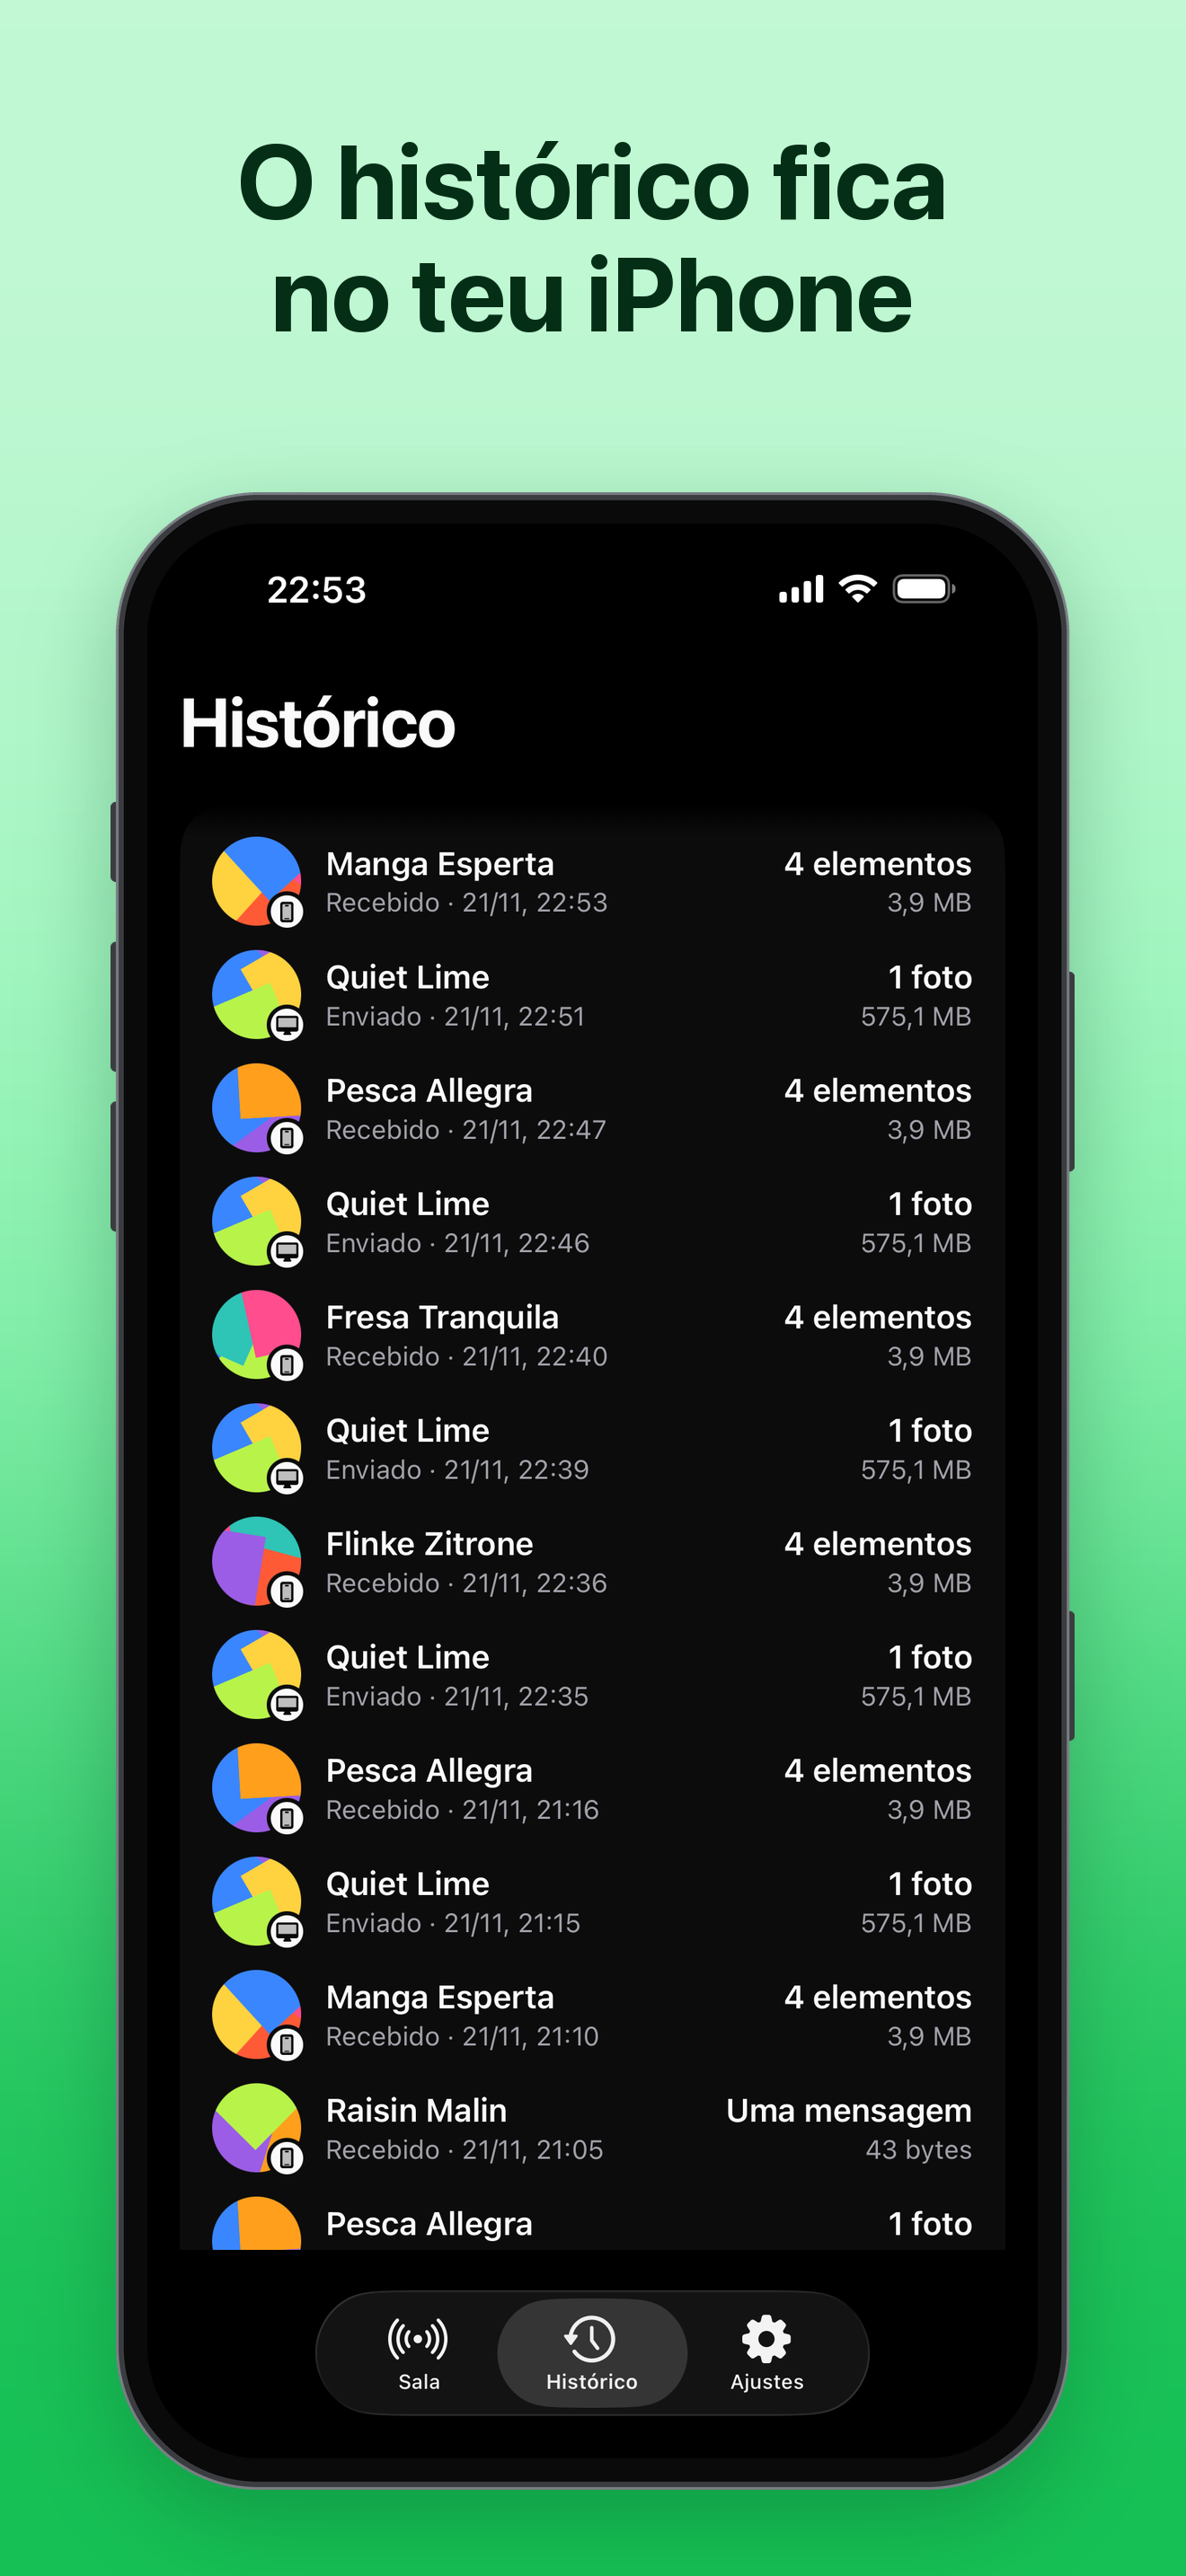 O histórico fica
no teu iPhone
22:53
Histórico
Manga Esperta 4 elementos
Recebido · 21/11, 22:53 3,9 MB
Quiet Lime 1 foto
Enviado · 21/11, 22:51 575,1 MB
Pesca Allegra 4 elementos
Recebido · 21/11, 22:47 3,9 MB
Quiet Lime 1 foto
Enviado · 21/11, 22:46 575,1 MB
Fresa Tranquila 4 elementos
Recebido · 21/11, 22:40 3,9 MB
Quiet Lime 1 foto
Enviado · 21/11, 22:39 575,1 MB
Flinke Zitrone 4 elementos
Recebido · 21/11, 22:36 3,9 MB
Quiet Lime 1 foto
Enviado · 21/11, 22:35 575,1 MB
Pesca Allegra 4 elementos
Recebido · 21/11, 21:16 3,9 MB
Quiet Lime 1 foto
Enviado · 21/11, 21:15 575,1 MB
Manga Esperta 4 elementos
Recebido · 21/11, 21:10 3,9 MB
Raisin Malin Uma mensagem
Recebido · 21/11, 21:05 43 bytes
Pesca Allegra 1 foto
Sala Histórico Ajustes